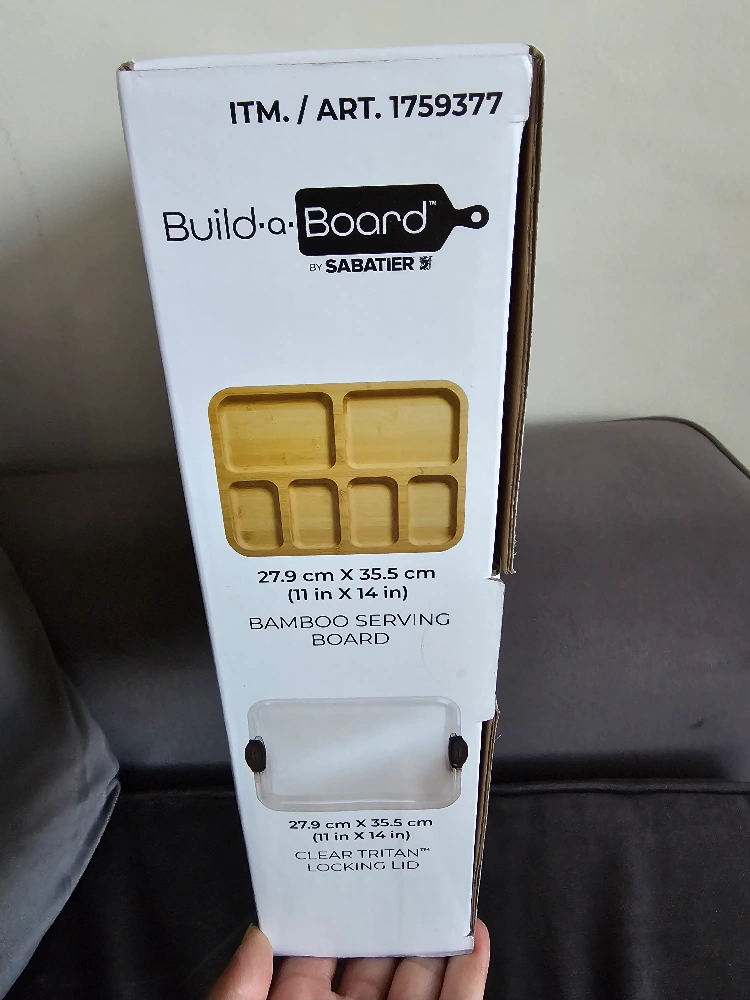 ITM. / ART. 1759377
Build·a·Board™
BY SABATIER
27.9 cm X 35.5 cm
(11 in X 14 in)
BAMBOO SERVING
BOARD
27.9 cm X 35.5 cm
(11 in X 14 in)
CLEAR TRITAN™
LOCKING LID